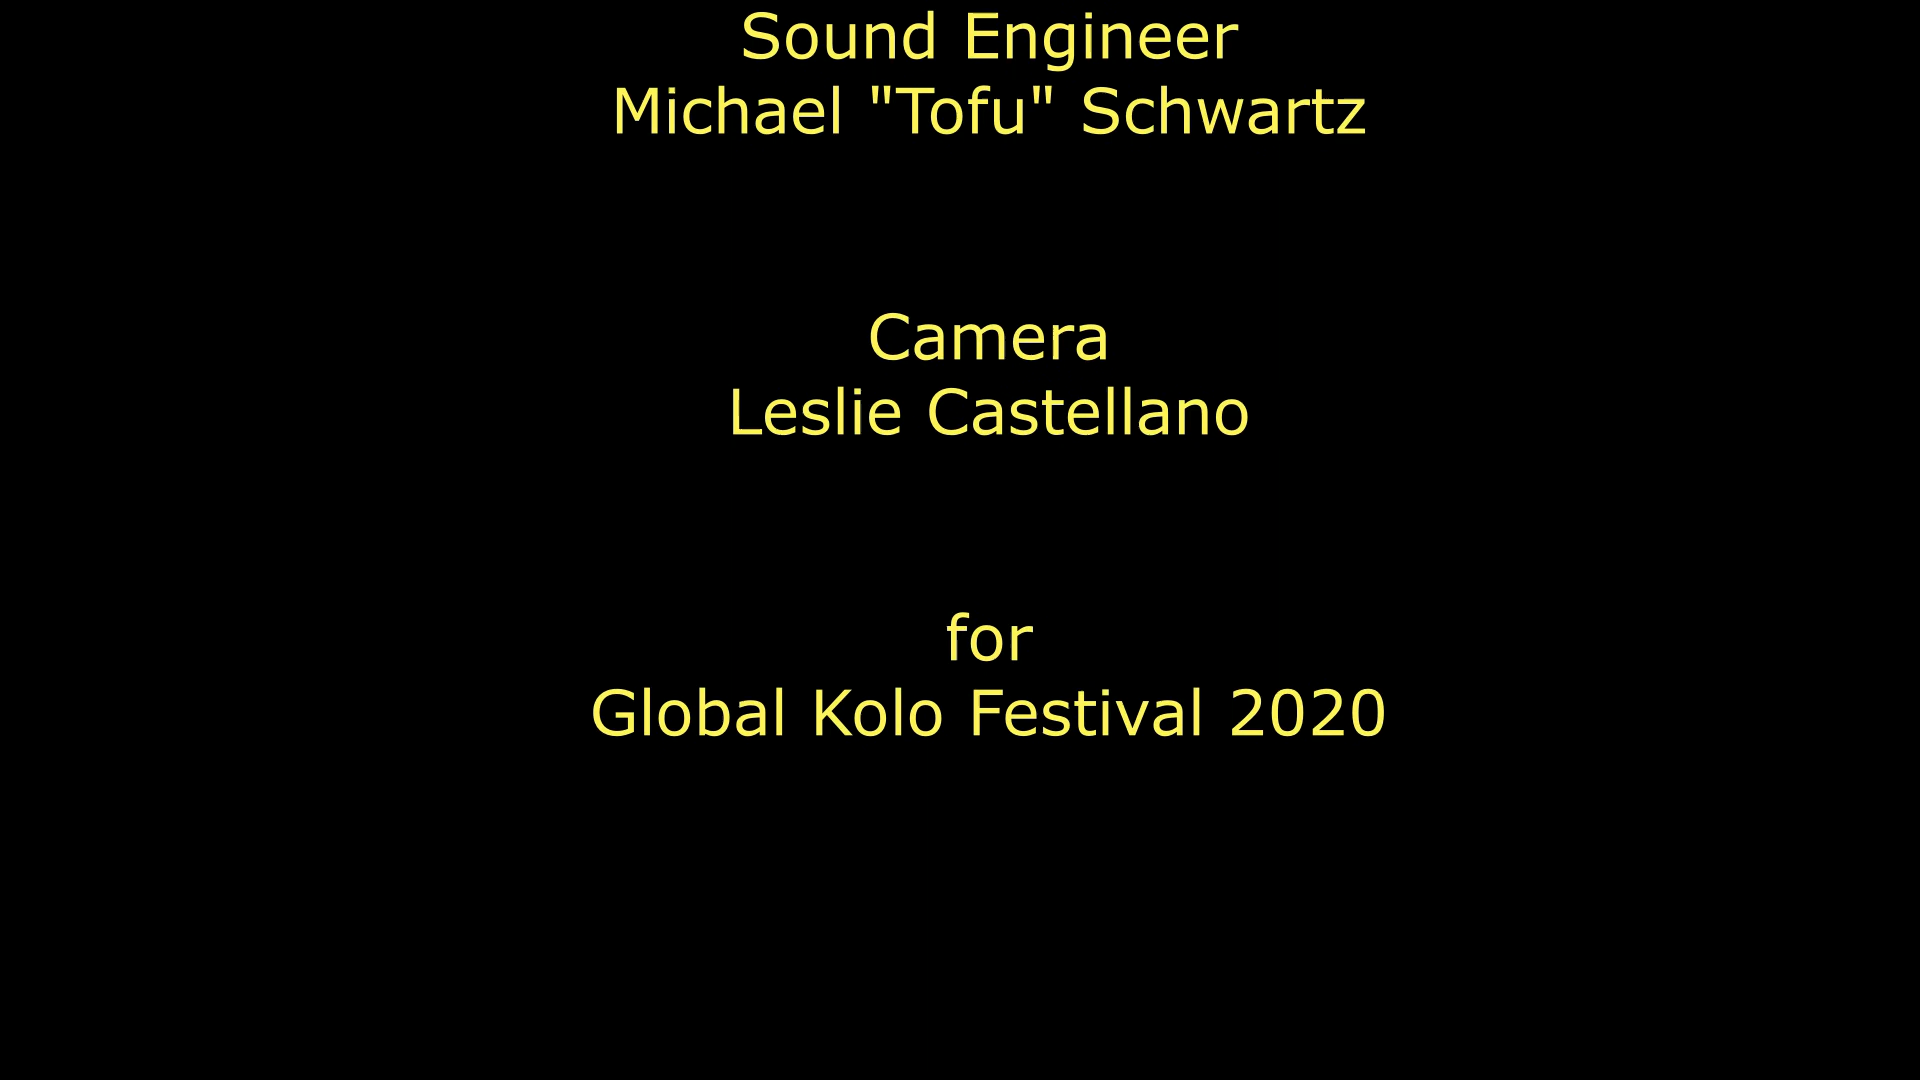 Sound Engineer
Michael "Tofu" Schwartz
Camera
Leslie Castellano
for
Global Kolo Festival 2020